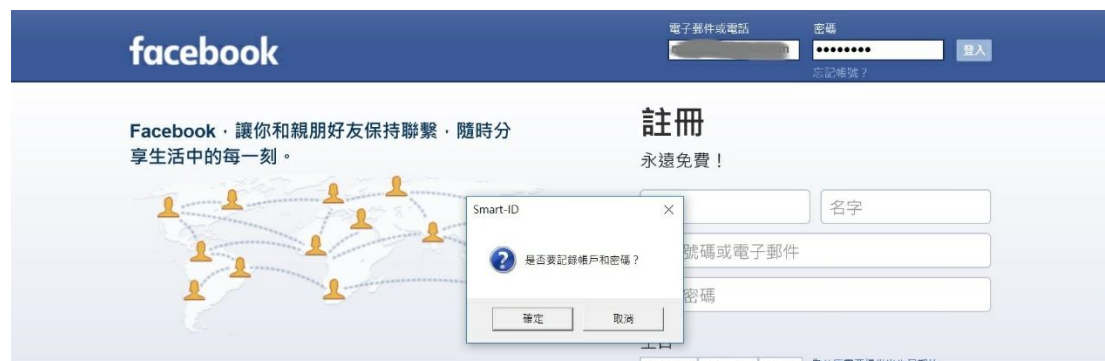 facebook
電子郵件或電話
密碼
登入
忘記帳號？
Facebook，讓你和親朋好友保持聯繫，隨時分
享生活中的每一刻。
註冊
永遠免費！
名字
號碼或電子郵件
密碼
Smart-ID
是否要記錄帳戶和密碼？
確定
取消